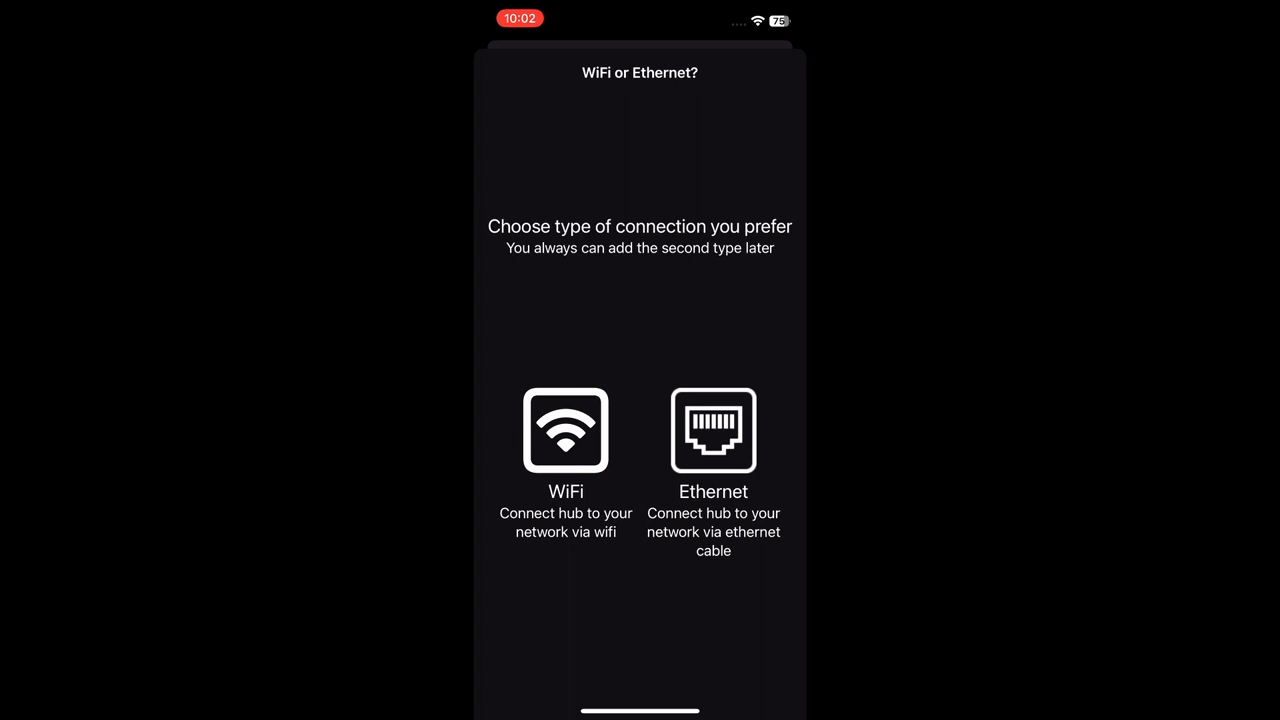 10:02
75
WiFi or Ethernet?
Choose type of connection you prefer
You always can add the second type later
WiFi
Connect hub to your
network via wifi
Ethernet
Connect hub to your
network via ethernet
cable